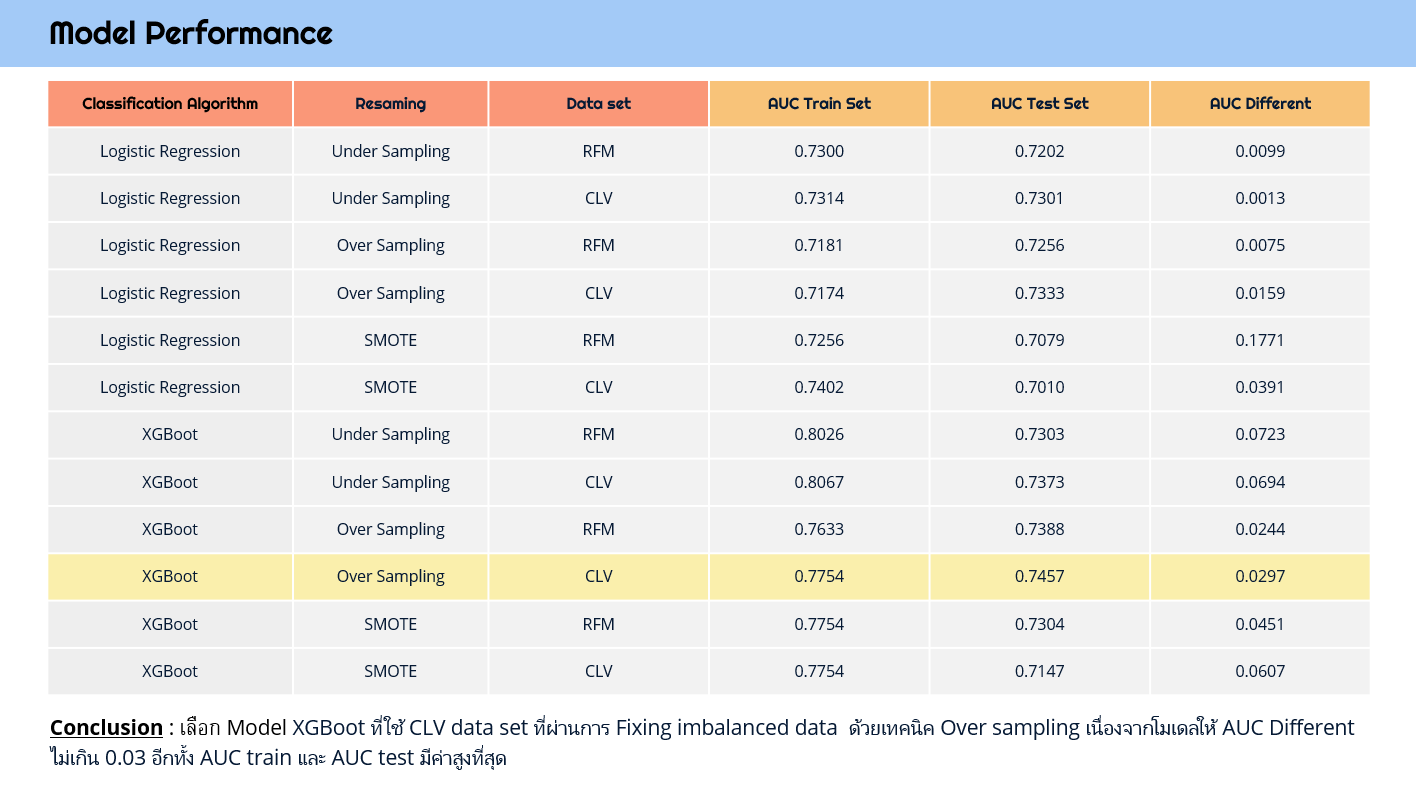 Model Performance
Classification Algorithm Resaming Data set AUC Train Set AUC Test Set AUC Different
Logistic Regression Under Sampling RFM 0.7300 0.7202 0.0099
Logistic Regression Under Sampling CLV 0.7314 0.7301 0.0013
Logistic Regression Over Sampling RFM 0.7181 0.7256 0.0075
Logistic Regression Over Sampling CLV 0.7174 0.7333 0.0159
Logistic Regression SMOTE RFM 0.7256 0.7079 0.1771
Logistic Regression SMOTE CLV 0.7402 0.7010 0.0391
XGBoot Under Sampling RFM 0.8026 0.7303 0.0723
XGBoot Under Sampling CLV 0.8067 0.7373 0.0694
XGBoot Over Sampling RFM 0.7633 0.7388 0.0244
XGBoot Over Sampling CLV 0.7754 0.7457 0.0297
XGBoot SMOTE RFM 0.7754 0.7304 0.0451
XGBoot SMOTE CLV 0.7754 0.7147 0.0607
Conclusion : เลือก Model XGBoot ที่ใช้ CLV data set ที่ผ่านการ Fixing imbalanced data ด้วยเทคนิค Over sampling เนื่องจากโมเดลให้ AUC Different
ไม่เกิน 0.03 อีกทั้ง AUC train และ AUC test มีค่าสูงที่สุด